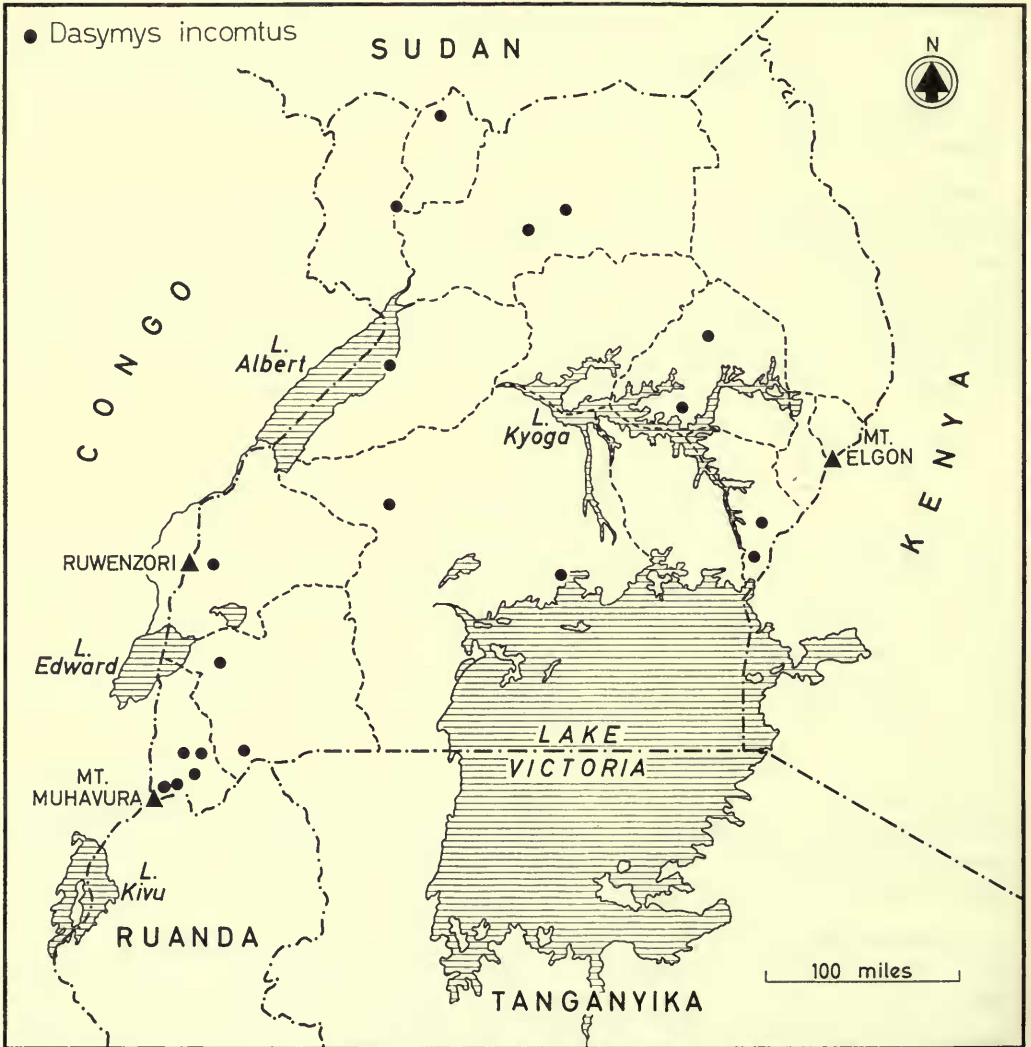 Dasymys incomtus
SUDAN
N
CONGO
L.
Albert
L.
Kyoga
MT.
ELGON
KENYA
RUWENZORI
L.
Edward
LAKE
VICTORIA
MT.
MUHAVURA
L.
Kivu
RUANDA
100 miles
TANGANYIKA